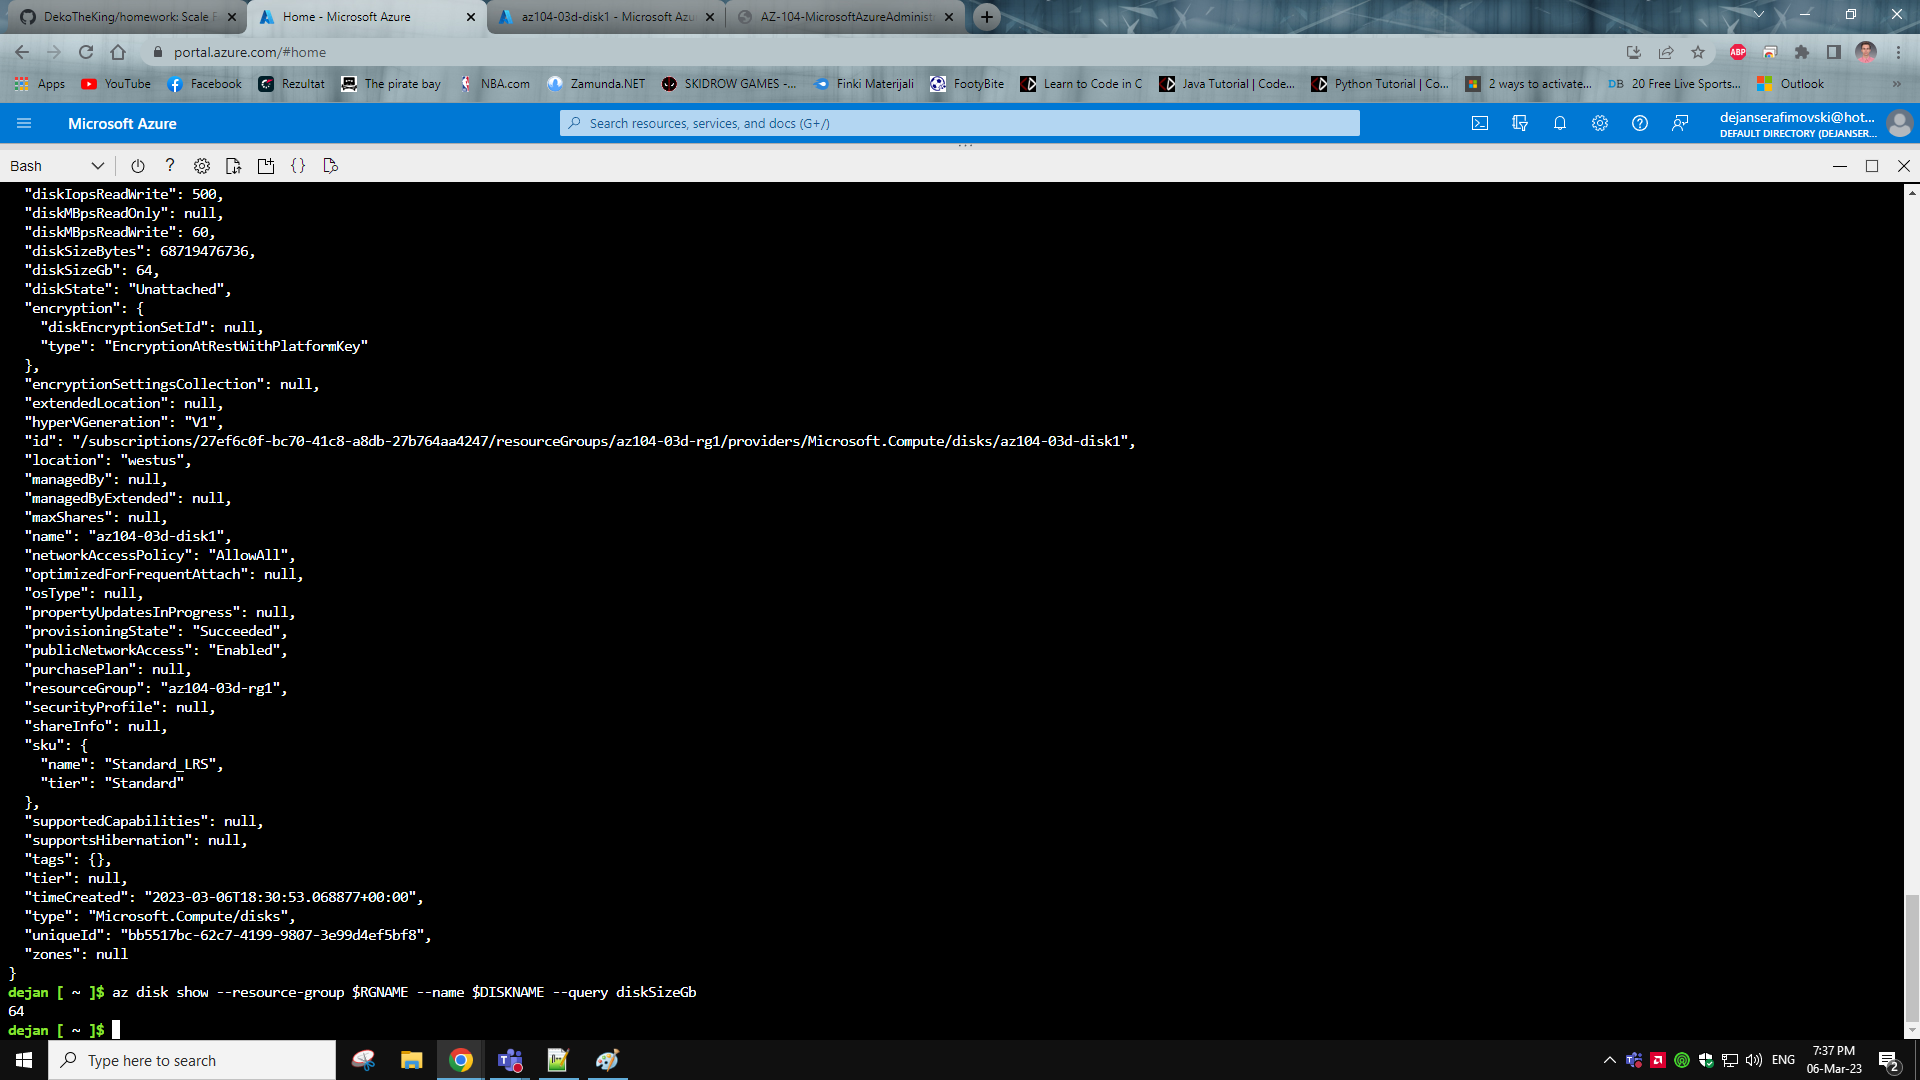 DekoTheKing/homework: Scale E
Home - Microsoft Azure
az104-03d-disk1 - Microsoft Azu
AZ-104-MicrosoftAzureAdminist
portal.azure.com/#home
ABP
Apps
YouTube
Facebook
Rezultat
The pirate bay
NBA.com
Zamunda.NET
SKIDROW GAMES -...
Finki Materijali
FootyBite
Learn to Code in C
Java Tutorial | Code...
Python Tutorial | Co...
2 ways to activate...
DB 20 Free Live Sports...
Outlook
»
Microsoft Azure
Search resources, services, and docs (G+/)
dejanserafimovski@hot...
DEFAULT DIRECTORY (DEJANSER...
Bash
"diskIopsReadWrite": 500,
"diskMBpsReadOnly": null,
"diskMBpsReadWrite": 60,
"diskSizeBytes": 68719476736,
"diskSizeGb": 64,
"diskState": "Unattached",
"encryption": {
"diskEncryptionSetId": null,
"type": "EncryptionAtRestWithPlatformKey"
},
"encryptionSettingsCollection": null,
"extendedLocation": null,
"hyperVGeneration": "V1",
"id": "/subscriptions/27ef6c0f-bc70-41c8-a8db-27b764aa4247/resourceGroups/az104-03d-rg1/providers/Microsoft.Compute/disks/az104-03d-disk1",
"location": "westus",
"managedBy": null,
"managedByExtended": null,
"maxShares": null,
"name": "az104-03d-disk1",
"networkAccessPolicy": "AllowAll",
"optimizedForFrequentAttach": null,
"osType": null,
"propertyUpdatesInProgress": null,
"provisioningState": "Succeeded",
"publicNetworkAccess": "Enabled",
"purchasePlan": null,
"resourceGroup": "az104-03d-rg1",
"securityProfile": null,
"shareInfo": null,
"sku": {
"name": "Standard_LRS",
"tier": "Standard"
},
"supportedCapabilities": null,
"supportsHibernation": null,
"tags": {},
"tier": null,
"timeCreated": "2023-03-06T18:30:53.068877+00:00",
"type": "Microsoft.Compute/disks",
"uniqueId": "bb5517bc-62c7-4199-9807-3e99d4ef5bf8",
"zones": null
}
dejan [ ~ ]$ az disk show --resource-group $RGNAME --name $DISKNAME --query diskSizeGb
64
dejan [ ~ ]$
Type here to search
ENG
7:37 PM
06-Mar-23
2